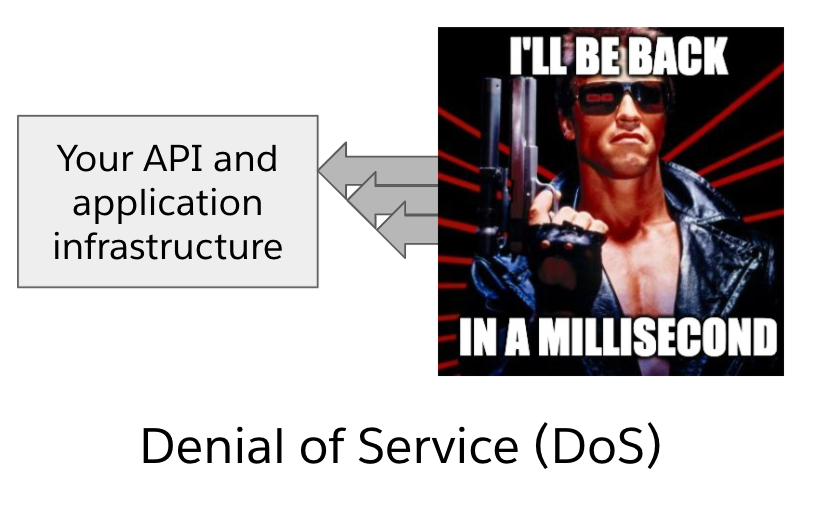 I'LL BE BACK
Your API and
application
infrastructure
IN A MILLISECOND
Denial of Service (DoS)